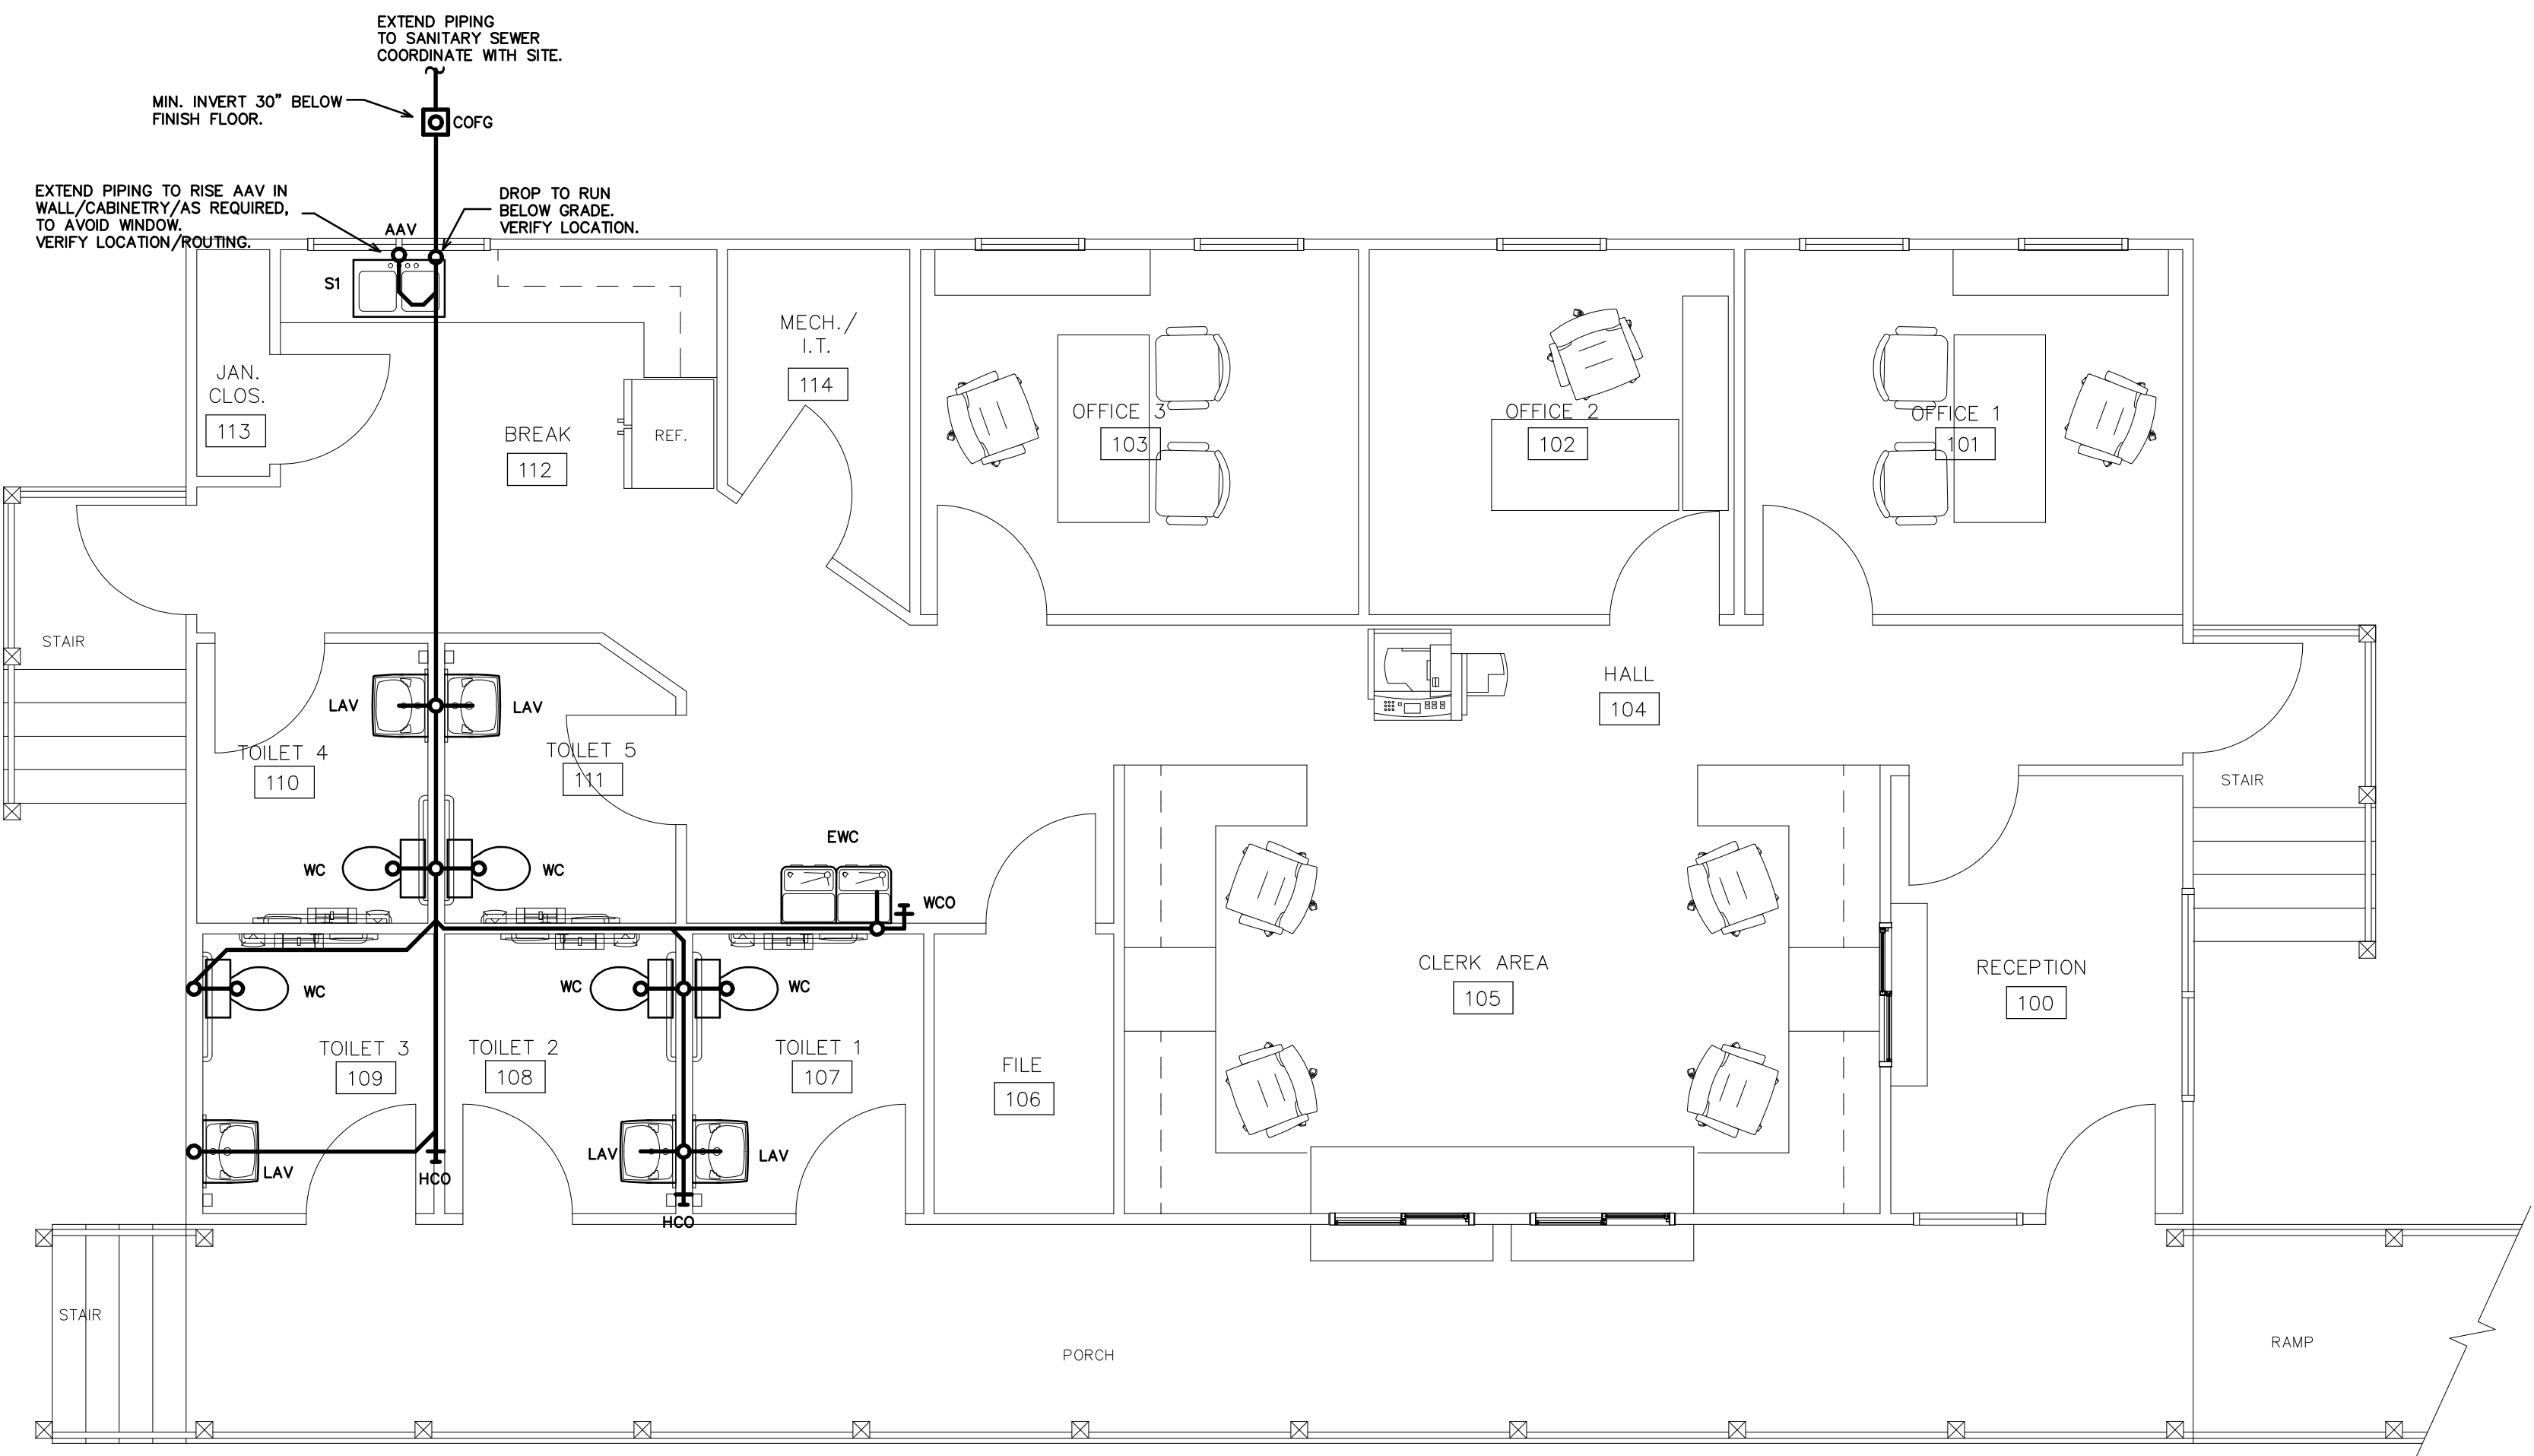 EXTEND PIPING
TO SANITARY SEWER
COORDINATE WITH SITE.
MIN. INVERT 30" BELOW
FINISH FLOOR.
COFG
EXTEND PIPING TO RISE AAV IN
WALL/CABINETRY/AS REQUIRED,
TO AVOID WINDOW.
VERIFY LOCATION/ROUTING.
AAV
DROP TO RUN
BELOW GRADE.
VERIFY LOCATION.
S1
JAN.
CLOS.
113
BREAK
112
REF.
MECH./
I.T.
114
OFFICE 3
103
OFFICE 2
102
OFFICE 1
101
STAIR
LAV
LAV
TOILET 4
110
TOILET 5
111
HALL
104
STAIR
WC
WC
EWC
WCO
WC
WC
WC
TOILET 3
109
TOILET 2
108
TOILET 1
107
FILE
106
CLERK AREA
105
RECEPTION
100
LAV
LAV
LAV
HCO
HCO
STAIR
PORCH
RAMP